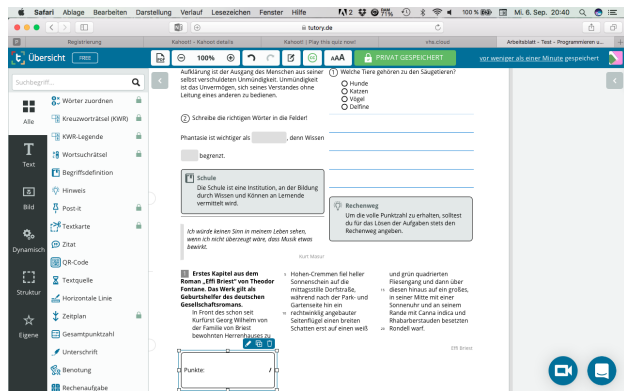 Safari Ablage Bearbeiten Darstellung Verlauf Lesezeichen Fenster Hilfe
100 % Mi. 6. Sep. 20:40
tutory.de
Registrierung
Kahoot! - Kahoot details
Kahoot! | Play this quiz now!
Arbeitsblatt - Test - Programmieren u...
Übersicht FREE
100%
AAA
PRIVAT GESPEICHERT
vor weniger als einer Minute gespeichert
Suchbegriff...
Alle
Text
Bild
Dynamisch
Struktur
Eigene
Wörter zuordnen
Kreuzworträtsel (KWR)
KWR-Legende
Wortsuchrätsel
Begriffsdefinition
Hinweis
Post-it
Textkarte
Zitat
QR-Code
Textquelle
Horizontale Linie
Zeitplan
Gesamtpunktzahl
Unterschrift
Benotung
Rechenaufgabe
Aufklärung ist der Ausgang des Menschen aus seiner
selbst verschuldeten Unmündigkeit. Unmündigkeit
ist das Unvermögen, sich seines Verstandes ohne
Leitung eines anderen zu bedienen.
2 Schreibe die richtigen Wörter in die Felder!
Phantasie ist wichtiger als , denn Wissen
begrenzt.
Schule
Die Schule ist eine Institution, an der Bildung
durch Wissen und Können an Lernende
vermittelt wird.
Ich würde keinen Sinn in meinem Leben sehen,
wenn ich nicht überzeugt wäre, dass Musik etwas
bewirkt.
Kurt Masur
1 Welche Tiere gehören zu den Säugetieren?
Hunde
Katzen
Vögel
Delfine
Rechenweg
Um die volle Punktzahl zu erhalten, solltest
du für das Lösen der Aufgaben stets den
Rechenweg angeben.
1 Erstes Kapitel aus dem
Roman „Effi Briest" von Theodor
Fontane. Das Werk gilt als
Geburtshelfer des deutschen
Gesellschaftsromans.
In Front des schon seit
Kurfürst Georg Wilhelm von
der Familie von Briest
bewohnten Herrenhauses zu
Hohen-Cremmen fiel heller
Sonnenschein auf die
mittagsstille Dorfstraße,
während nach der Park- und
Gartenseite hin ein
rechtwinklig angebauter
Seitenflügel einen breiten
Schatten erst auf einen weiß
und grün quadrierten
Fliesengang und dann über
diesen hinaus auf ein großes,
in seiner Mitte mit einer
Sonnenuhr und an seinem
Rande mit Canna indica und
Rhabarberstauden besetzten
Rondell warf.
Effi Briest
Punkte: /